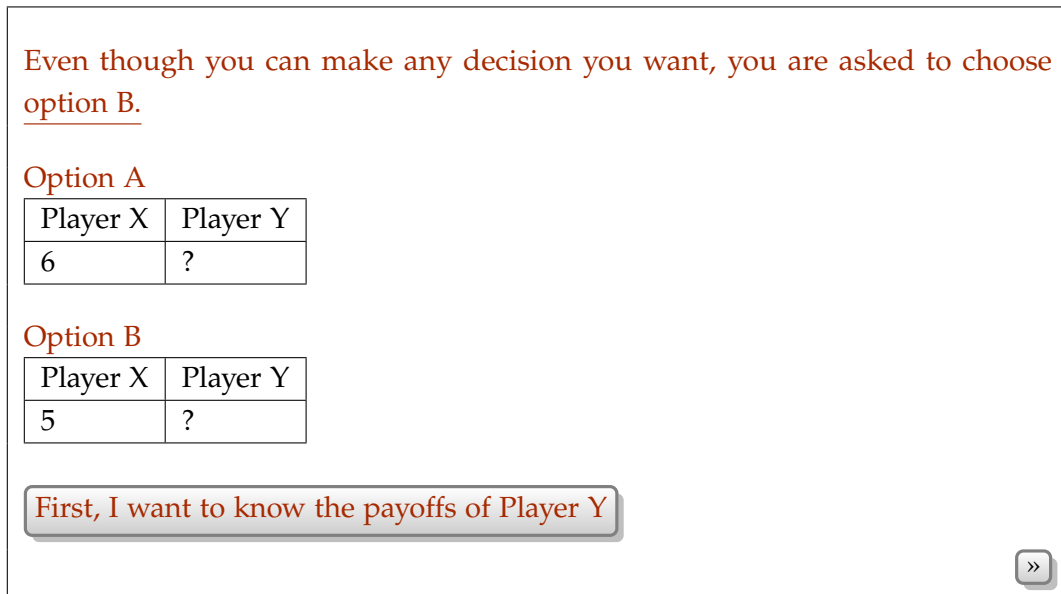 Even though you can make any decision you want, you are asked to choose
option B.
Option A
Player X Player Y
6 ?
Option B
Player X Player Y
5 ?
First, I want to know the payoffs of Player Y
»